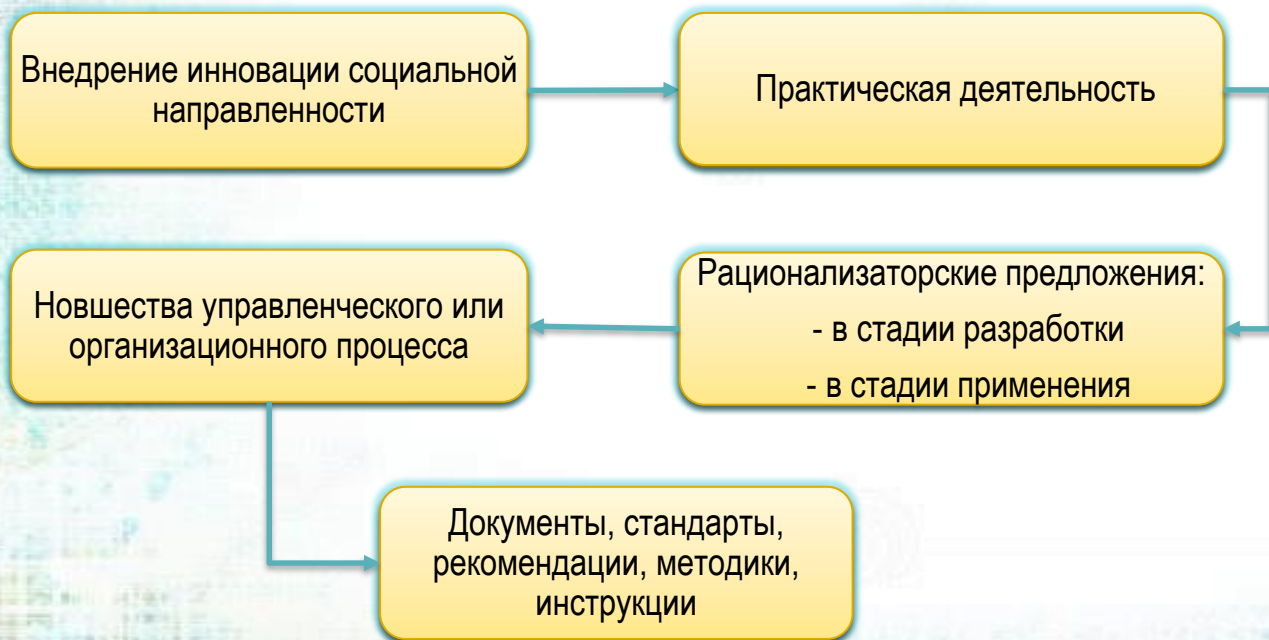 Внедрение инновации социальной
направленности
Практическая деятельность
Рационализаторские предложения:
- в стадии разработки
- в стадии применения
Новшества управленческого или
организационного процесса
Документы, стандарты,
рекомендации, методики,
инструкции